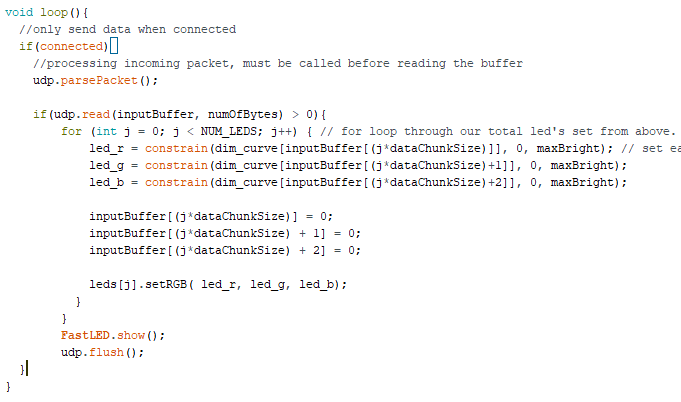 void loop(){
//only send data when connected
if(connected){
//processing incoming packet, must be called before reading the buffer
udp.parsePacket();
if(udp.read(inputBuffer, numOfBytes) > 0){
for (int j = 0; j < NUM_LEDS; j++) { // for loop through our total led's set from above.
led_r = constrain(dim_curve[inputBuffer[(j*dataChunkSize)]], 0, maxBright); // set ea
led_g = constrain(dim_curve[inputBuffer[(j*dataChunkSize)+1]], 0, maxBright);
led_b = constrain(dim_curve[inputBuffer[(j*dataChunkSize)+2]], 0, maxBright);
inputBuffer[(j*dataChunkSize)] = 0;
inputBuffer[(j*dataChunkSize) + 1] = 0;
inputBuffer[(j*dataChunkSize) + 2] = 0;
leds[j].setRGB( led_r, led_g, led_b);
}
}
FastLED.show();
udp.flush();
}
}